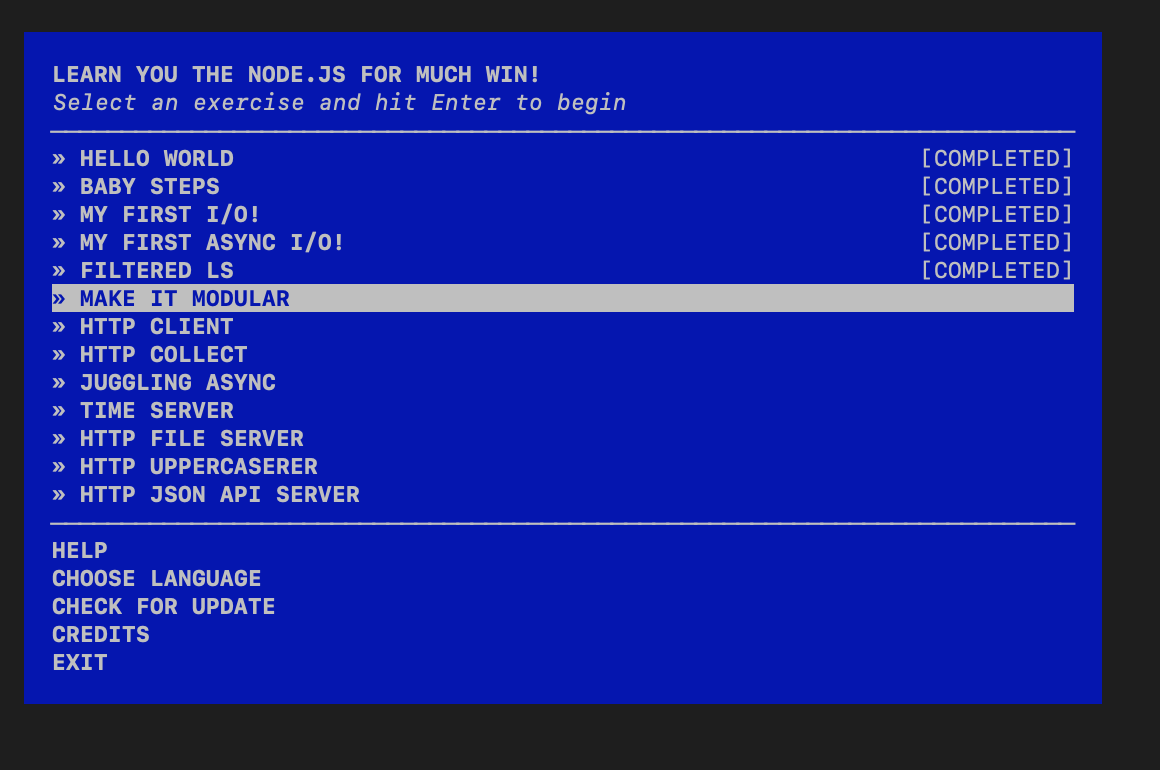 LEARN YOU THE NODE.JS FOR MUCH WIN!
Select an exercise and hit Enter to begin
» HELLO WORLD [COMPLETED]
» BABY STEPS [COMPLETED]
» MY FIRST I/O! [COMPLETED]
» MY FIRST ASYNC I/O! [COMPLETED]
» FILTERED LS [COMPLETED]
» MAKE IT MODULAR
» HTTP CLIENT
» HTTP COLLECT
» JUGGLING ASYNC
» TIME SERVER
» HTTP FILE SERVER
» HTTP UPPERCASERER
» HTTP JSON API SERVER
HELP
CHOOSE LANGUAGE
CHECK FOR UPDATE
CREDITS
EXIT